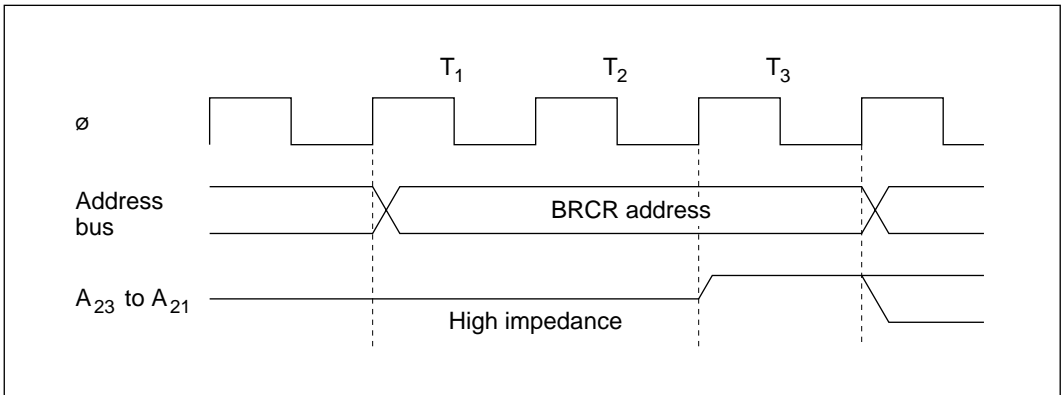 T1 T2 T3
ø
Address
bus
BRCR address
A23 to A21
High impedance